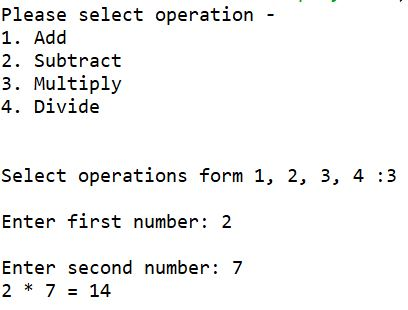 Please select operation -
1. Add
2. Subtract
3. Multiply
4. Divide
Select operations form 1, 2, 3, 4 :3
Enter first number: 2
Enter second number: 7
2 * 7 = 14